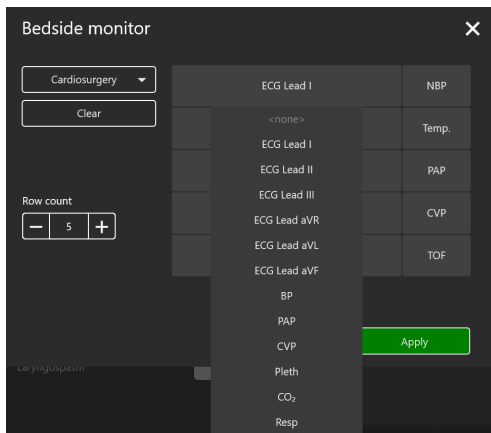 Bedside monitor
Cardiosurgery
Clear
Row count
5
ECG Lead I
NBP
Temp.
PAP
CVP
TOF
<none>
ECG Lead I
ECG Lead II
ECG Lead III
ECG Lead aVR
ECG Lead aVL
ECG Lead aVF
BP
PAP
CVP
Pleth
CO₂
Resp
Apply
Laryngospasm